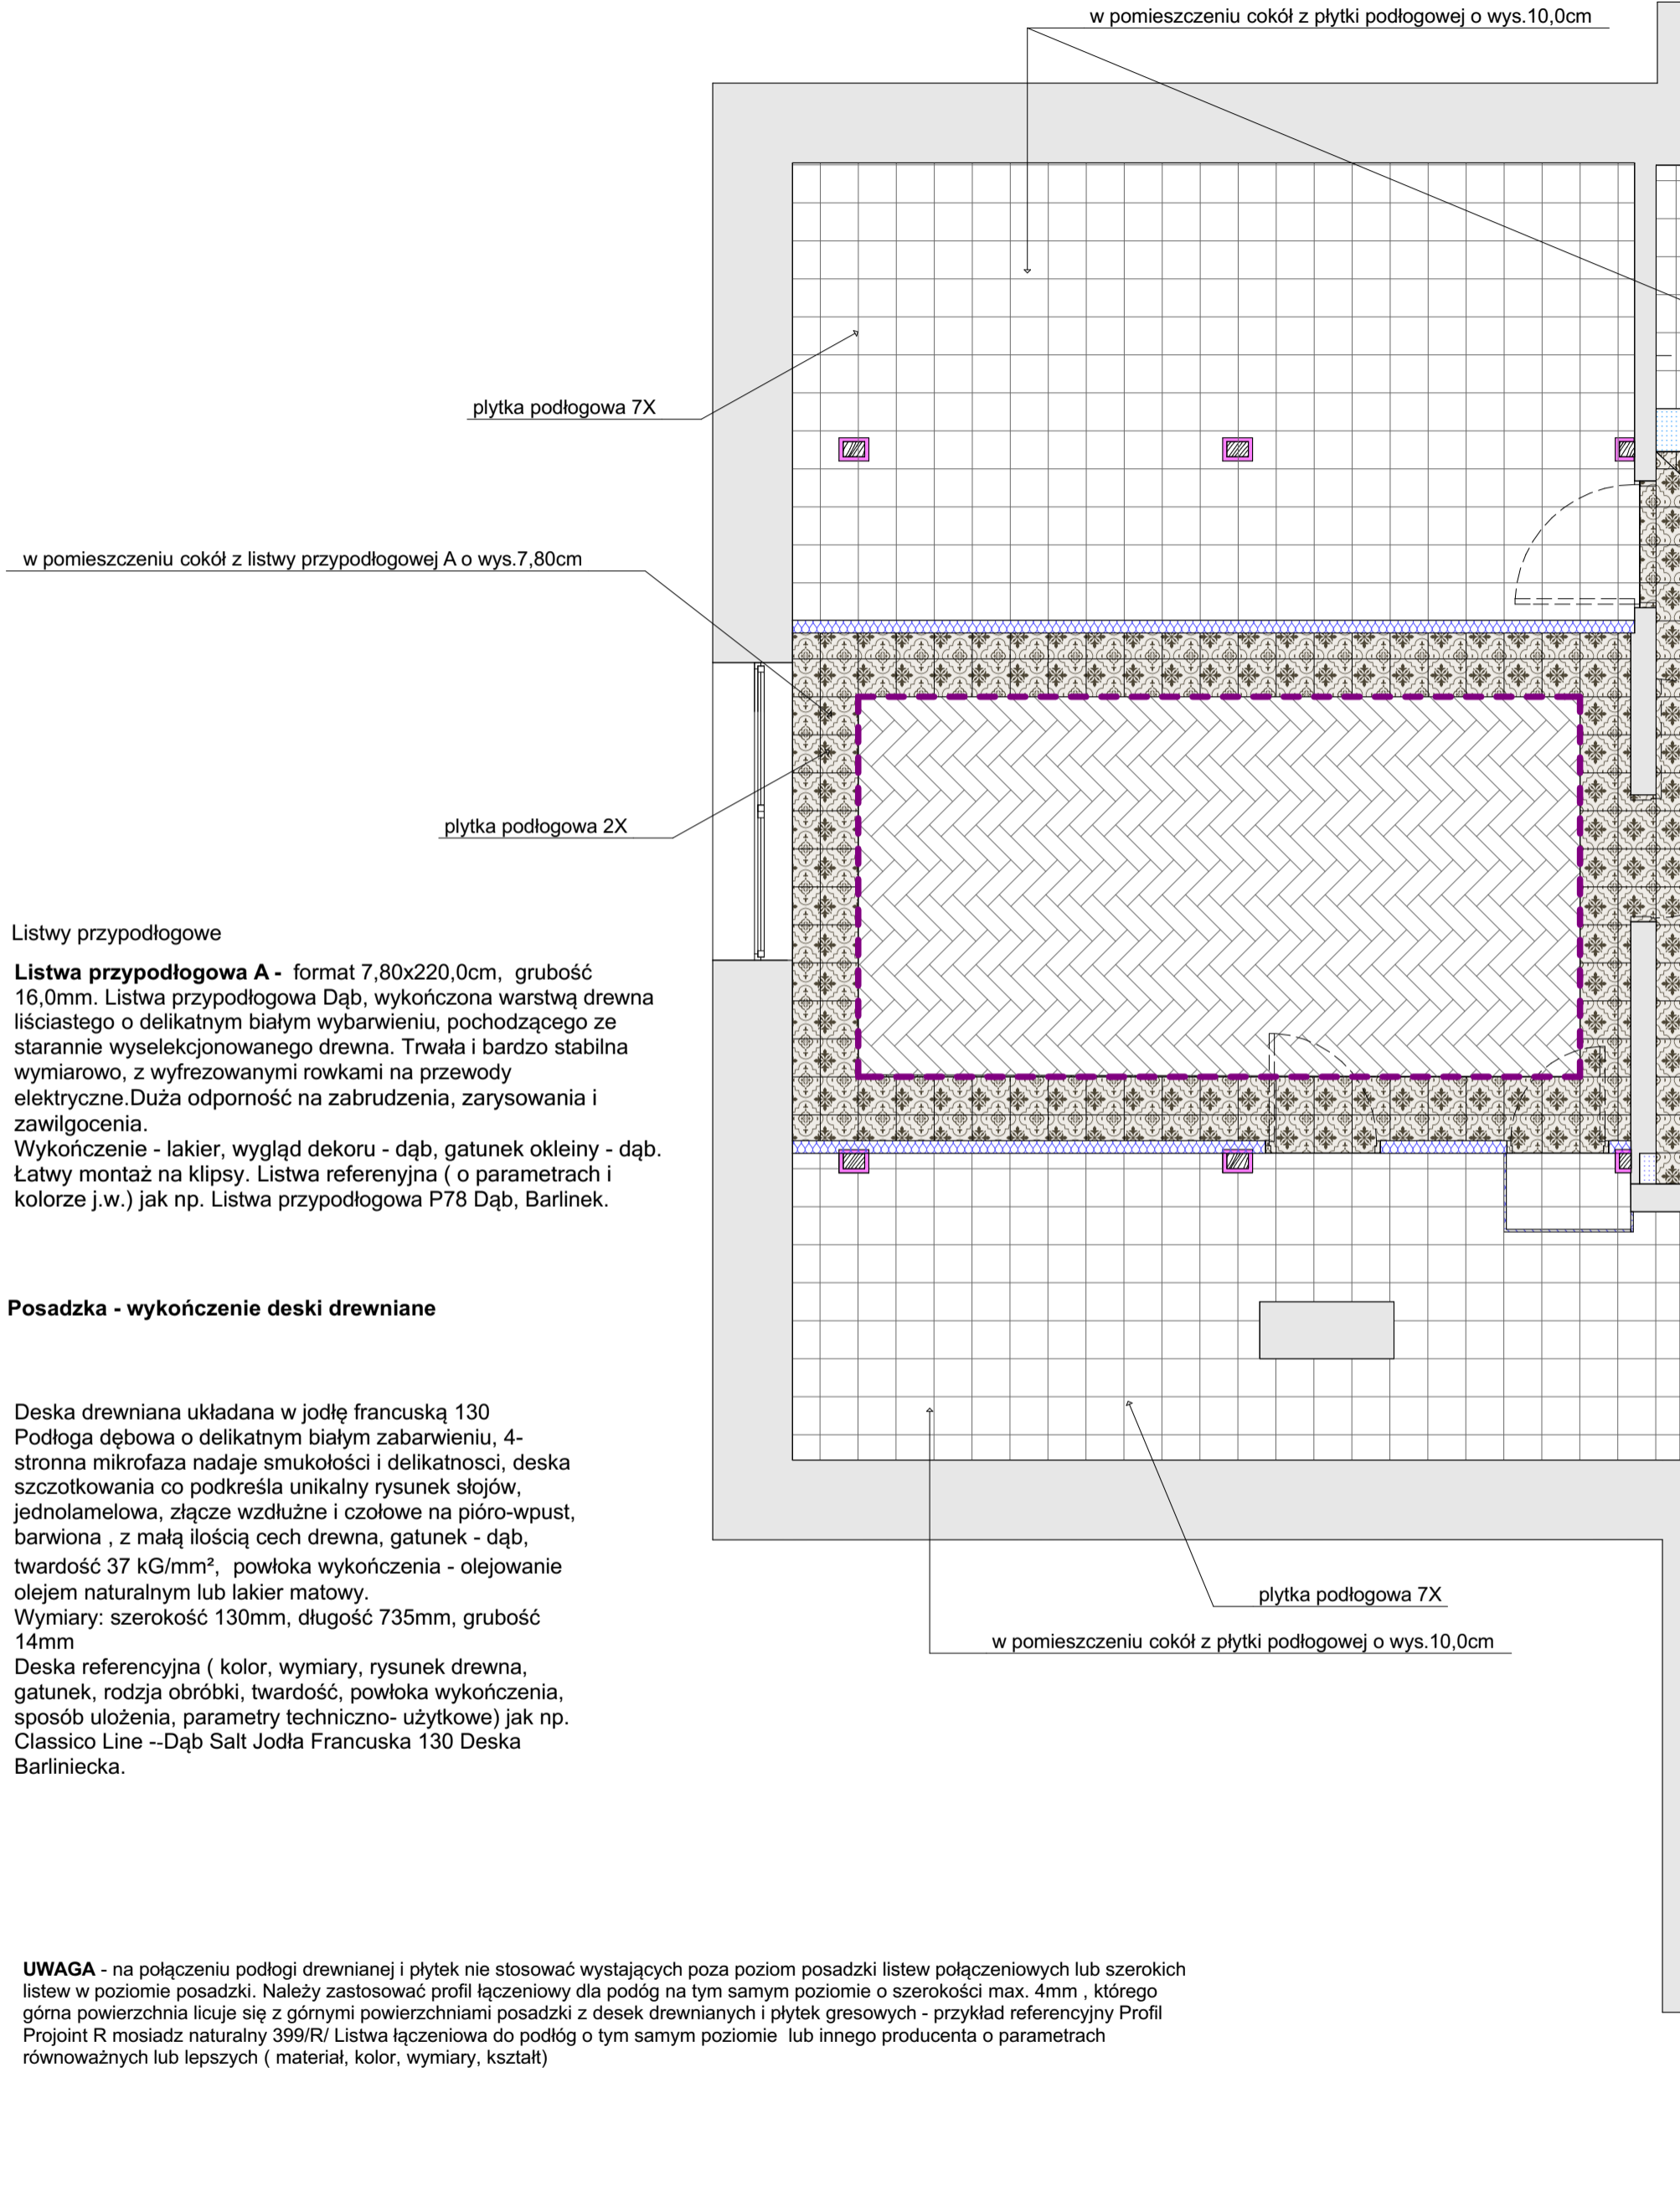 w pomieszczeniu cokół z płytki podłogowej o wys.10,0cm
plytka podłogowa 7X
w pomieszczeniu cokół z listwy przypodłogowej A o wys.7,80cm
plytka podłogowa 2X
Listwy przypodłogowe
Listwa przypodłogowa A - format 7,80x220,0cm, grubość
16,0mm. Listwa przypodłogowa Dąb, wykończona warstwą drewna
liściastego o delikatnym białym wybarwieniu, pochodzącego ze
starannie wyselekcjonowanego drewna. Trwała i bardzo stabilna
wymiarowo, z wyfrezowanymi rowkami na przewody
elektryczne.Duża odporność na zabrudzenia, zarysowania i
zawilgocenia.
Wykończenie - lakier, wygląd dekoru - dąb, gatunek okleiny - dąb.
Łatwy montaż na klipsy. Listwa referenyjna ( o parametrach i
kolorze j.w.) jak np. Listwa przypodłogowa P78 Dąb, Barlinek.
Posadzka - wykończenie deski drewniane
Deska drewniana układana w jodłę francuską 130
Podłoga dębowa o delikatnym białym zabarwieniu, 4-
stronna mikrofaza nadaje smukołości i delikatnosci, deska
szczotkowania co podkreśla unikalny rysunek słojów,
jednolamelowa, złącze wzdłużne i czołowe na pióro-wpust,
barwiona , z małą ilością cech drewna, gatunek - dąb,
twardość 37 kG/mm², powłoka wykończenia - olejowanie
olejem naturalnym lub lakier matowy.
Wymiary: szerokość 130mm, długość 735mm, grubość
14mm
Deska referencyjna ( kolor, wymiary, rysunek drewna,
gatunek, rodzja obróbki, twardość, powłoka wykończenia,
sposób ulożenia, parametry techniczno- użytkowe) jak np.
Classico Line --Dąb Salt Jodła Francuska 130 Deska
Barliniecka.
plytka podłogowa 7X
w pomieszczeniu cokół z płytki podłogowej o wys.10,0cm
UWAGA - na połączeniu podłogi drewnianej i płytek nie stosować wystających poza poziom posadzki listew połączeniowych lub szerokich
listew w poziomie posadzki. Należy zastosować profil łączeniowy dla podóg na tym samym poziomie o szerokości max. 4mm , którego
górna powierzchnia licuje się z górnymi powierzchniami posadzki z desek drewnianych i płytek gresowych - przykład referencyjny Profil
Projoint R mosiadz naturalny 399/R/ Listwa łączeniowa do podłóg o tym samym poziomie lub innego producenta o parametrach
równoważnych lub lepszych ( materiał, kolor, wymiary, kształt)